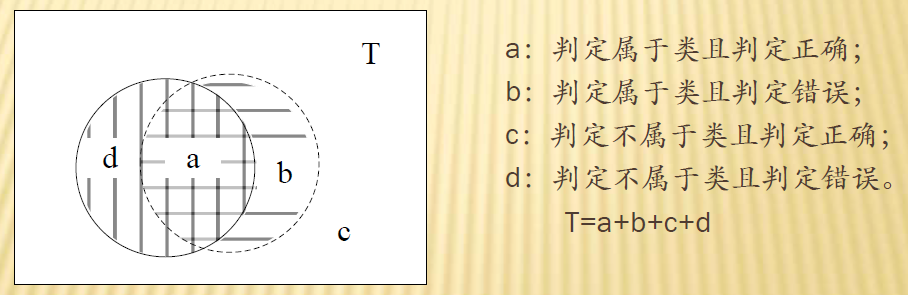 T
d
a
b
c
a：判定属于类且判定正确；
b：判定属于类且判定错误；
c：判定不属于类且判定正确；
d：判定不属于类且判定错误。
T=a+b+c+d